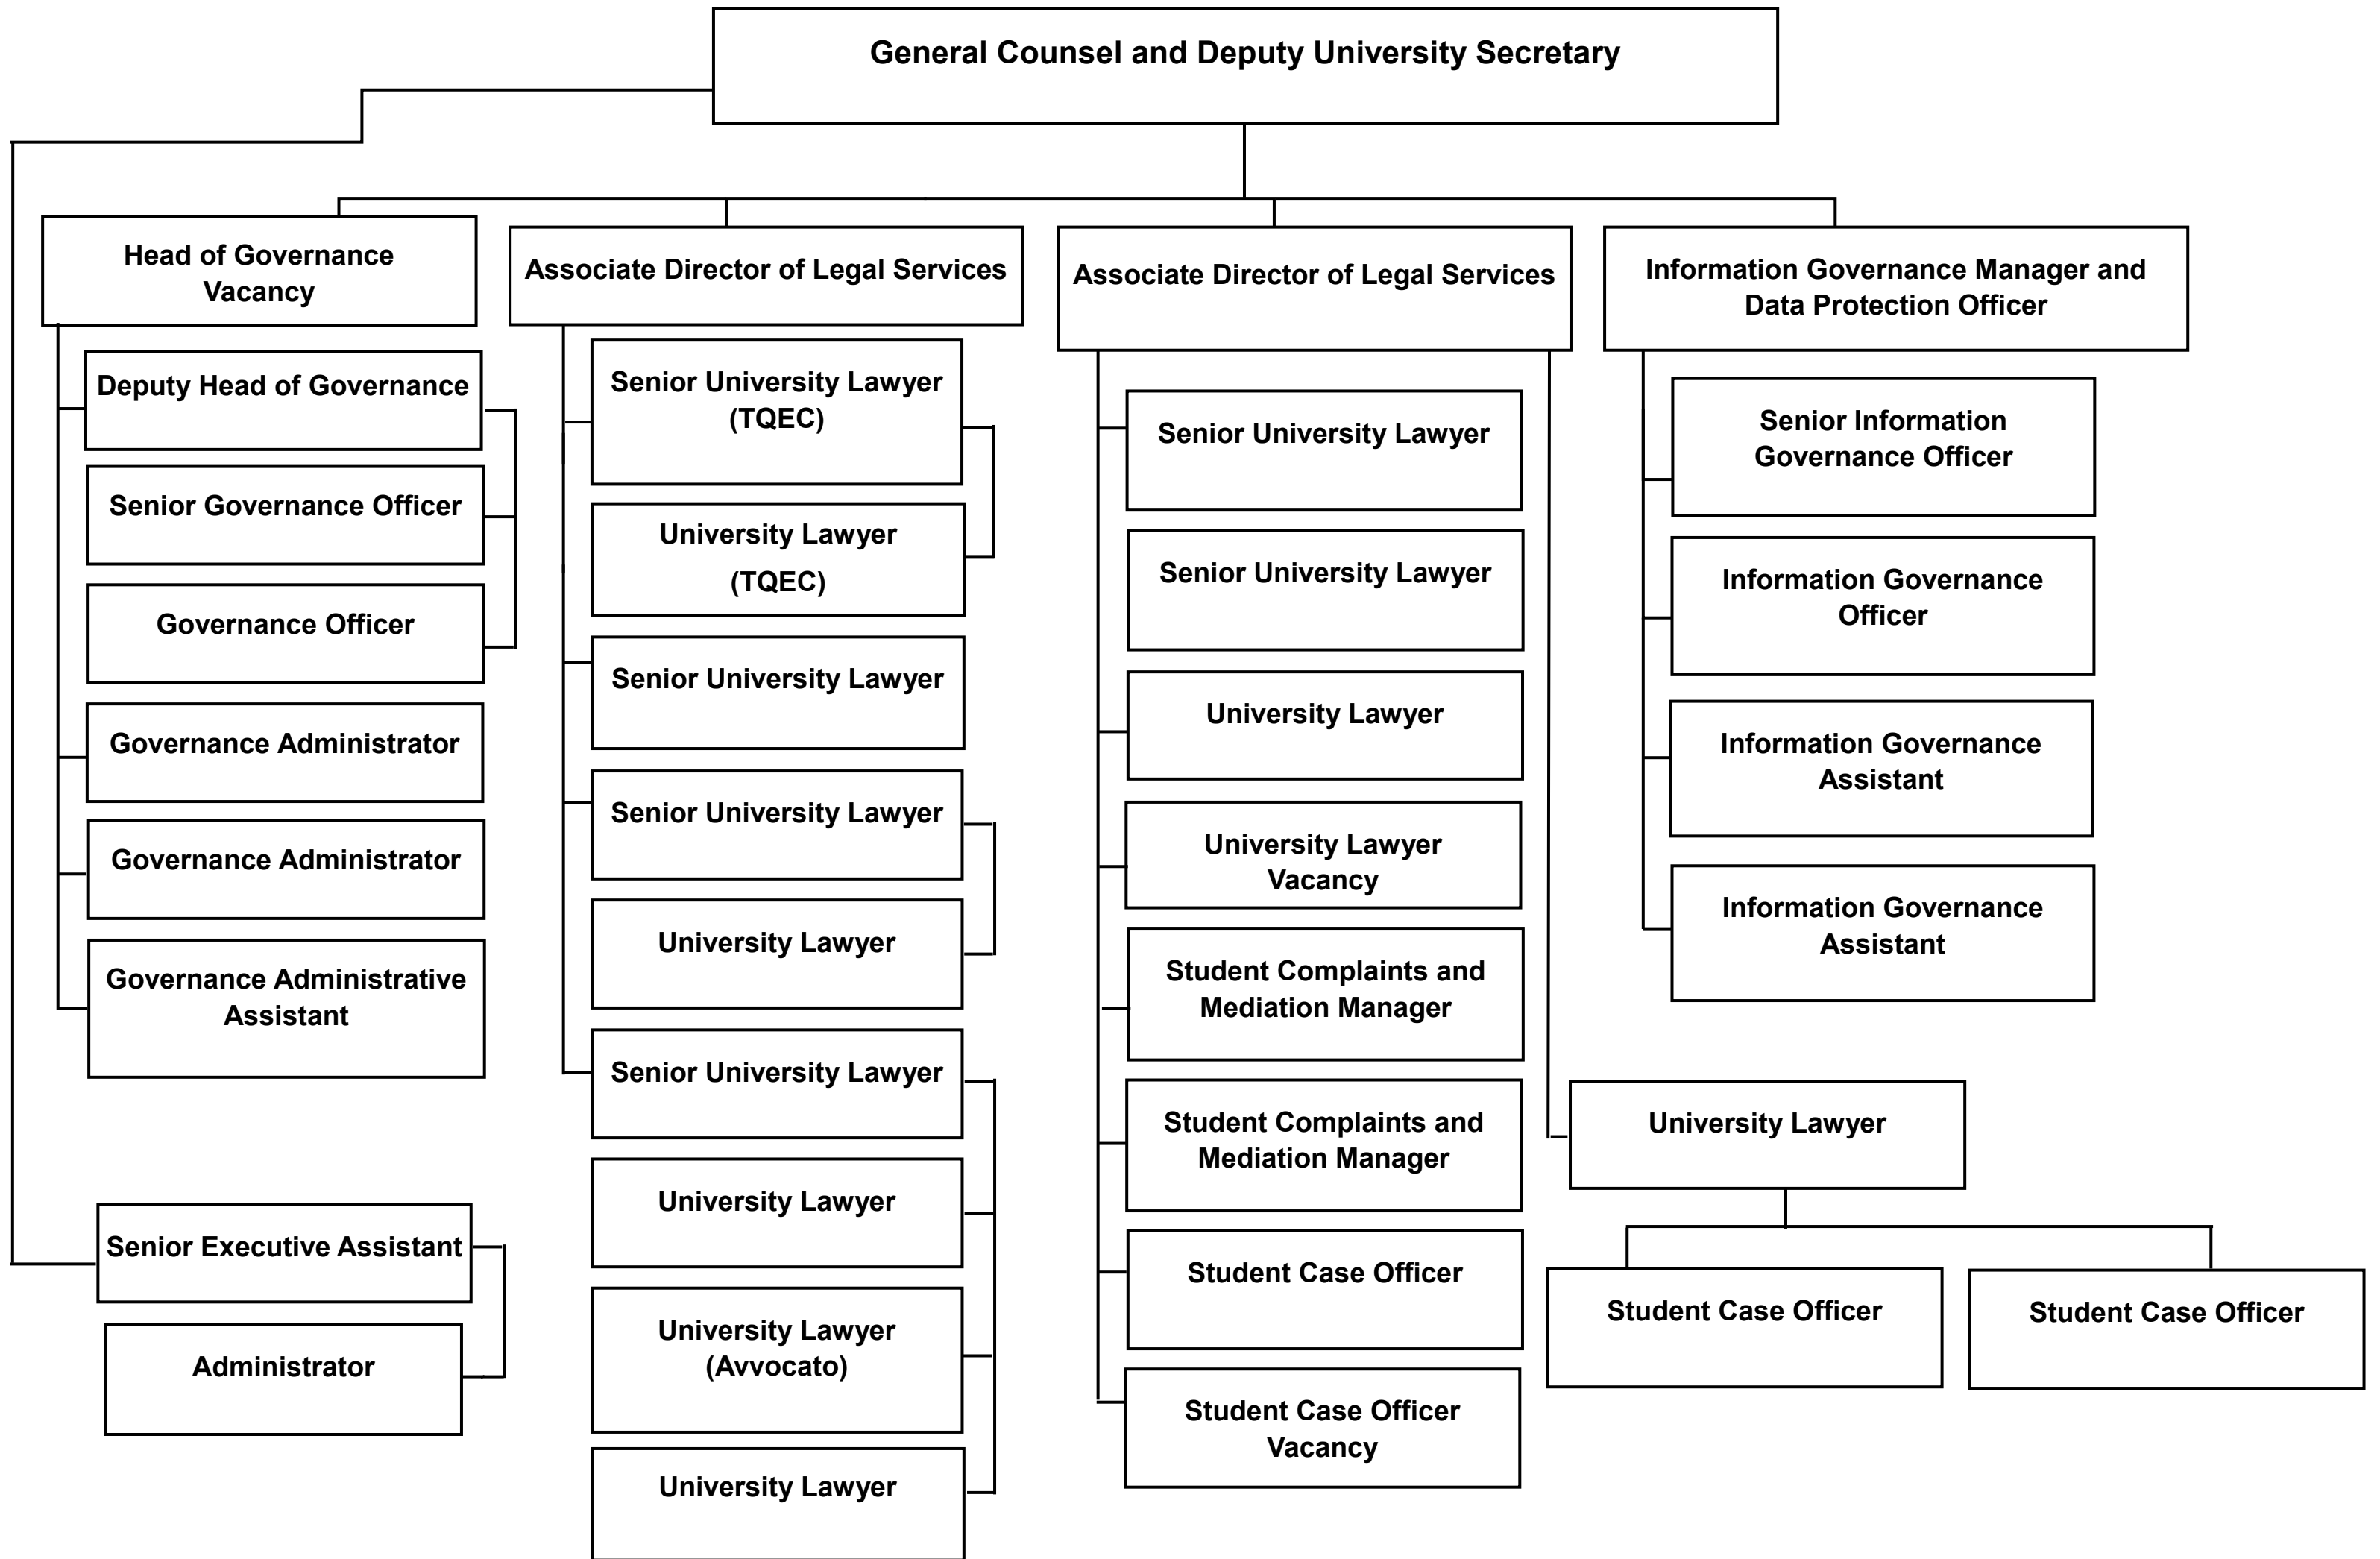 General Counsel and Deputy University Secretary
Head of Governance
Vacancy
Deputy Head of Governance
Senior Governance Officer
Governance Officer
Governance Administrator
Governance Administrator
Governance Administrative
Assistant
Senior Executive Assistant
Administrator
Associate Director of Legal Services
Senior University Lawyer
(TQEC)
University Lawyer
(TQEC)
Senior University Lawyer
Senior University Lawyer
University Lawyer
Senior University Lawyer
University Lawyer
University Lawyer
(Avvocato)
University Lawyer
Associate Director of Legal Services
Senior University Lawyer
Senior University Lawyer
University Lawyer
University Lawyer
Vacancy
Student Complaints and
Mediation Manager
Student Complaints and
Mediation Manager
Student Case Officer
Student Case Officer
Vacancy
University Lawyer
Student Case Officer
Student Case Officer
Information Governance Manager and
Data Protection Officer
Senior Information
Governance Officer
Information Governance
Officer
Information Governance
Assistant
Information Governance
Assistant